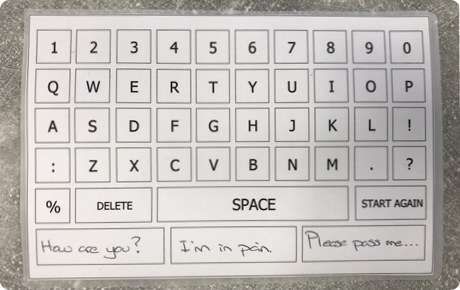 1 2 3 4 5 6 7 8 9 0
Q W E R T Y U I O P
A S D F G H J K L !
: Z X C V B N M . ?
% DELETE SPACE START AGAIN
How are you? I'm in pain. Please pass me...